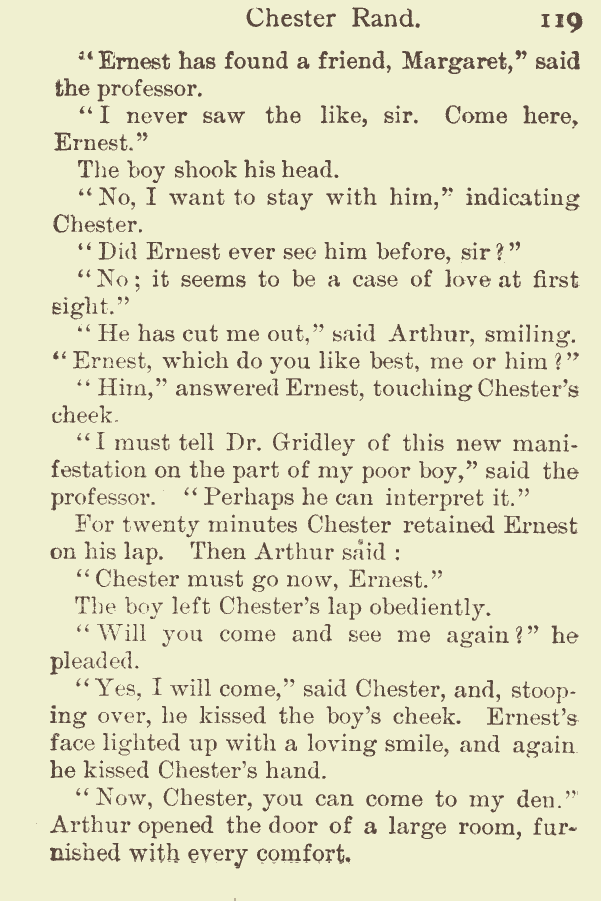 Chester Rand. 119
"Ernest has found a friend, Margaret," said
the professor.
"I never saw the like, sir. Come here,
Ernest."
The boy shook his head.
"No, I want to stay with him," indicating
Chester.
"Did Ernest ever see him before, sir?"
"No; it seems to be a case of love at first
sight."
"He has cut me out," said Arthur, smiling.
"Ernest, which do you like best, me or him?"
"Him," answered Ernest, touching Chester's
cheek.
"I must tell Dr. Gridley of this new mani-
festation on the part of my poor boy," said the
professor. "Perhaps he can interpret it."
For twenty minutes Chester retained Ernest
on his lap. Then Arthur said:
"Chester must go now, Ernest."
The boy left Chester's lap obediently.
"Will you come and see me again?" he
pleaded.
"Yes, I will come," said Chester, and, stoop-
ing over, he kissed the boy's cheek. Ernest's
face lighted up with a loving smile, and again
he kissed Chester's hand.
"Now, Chester, you can come to my den."
Arthur opened the door of a large room, fur-
nished with every comfort.